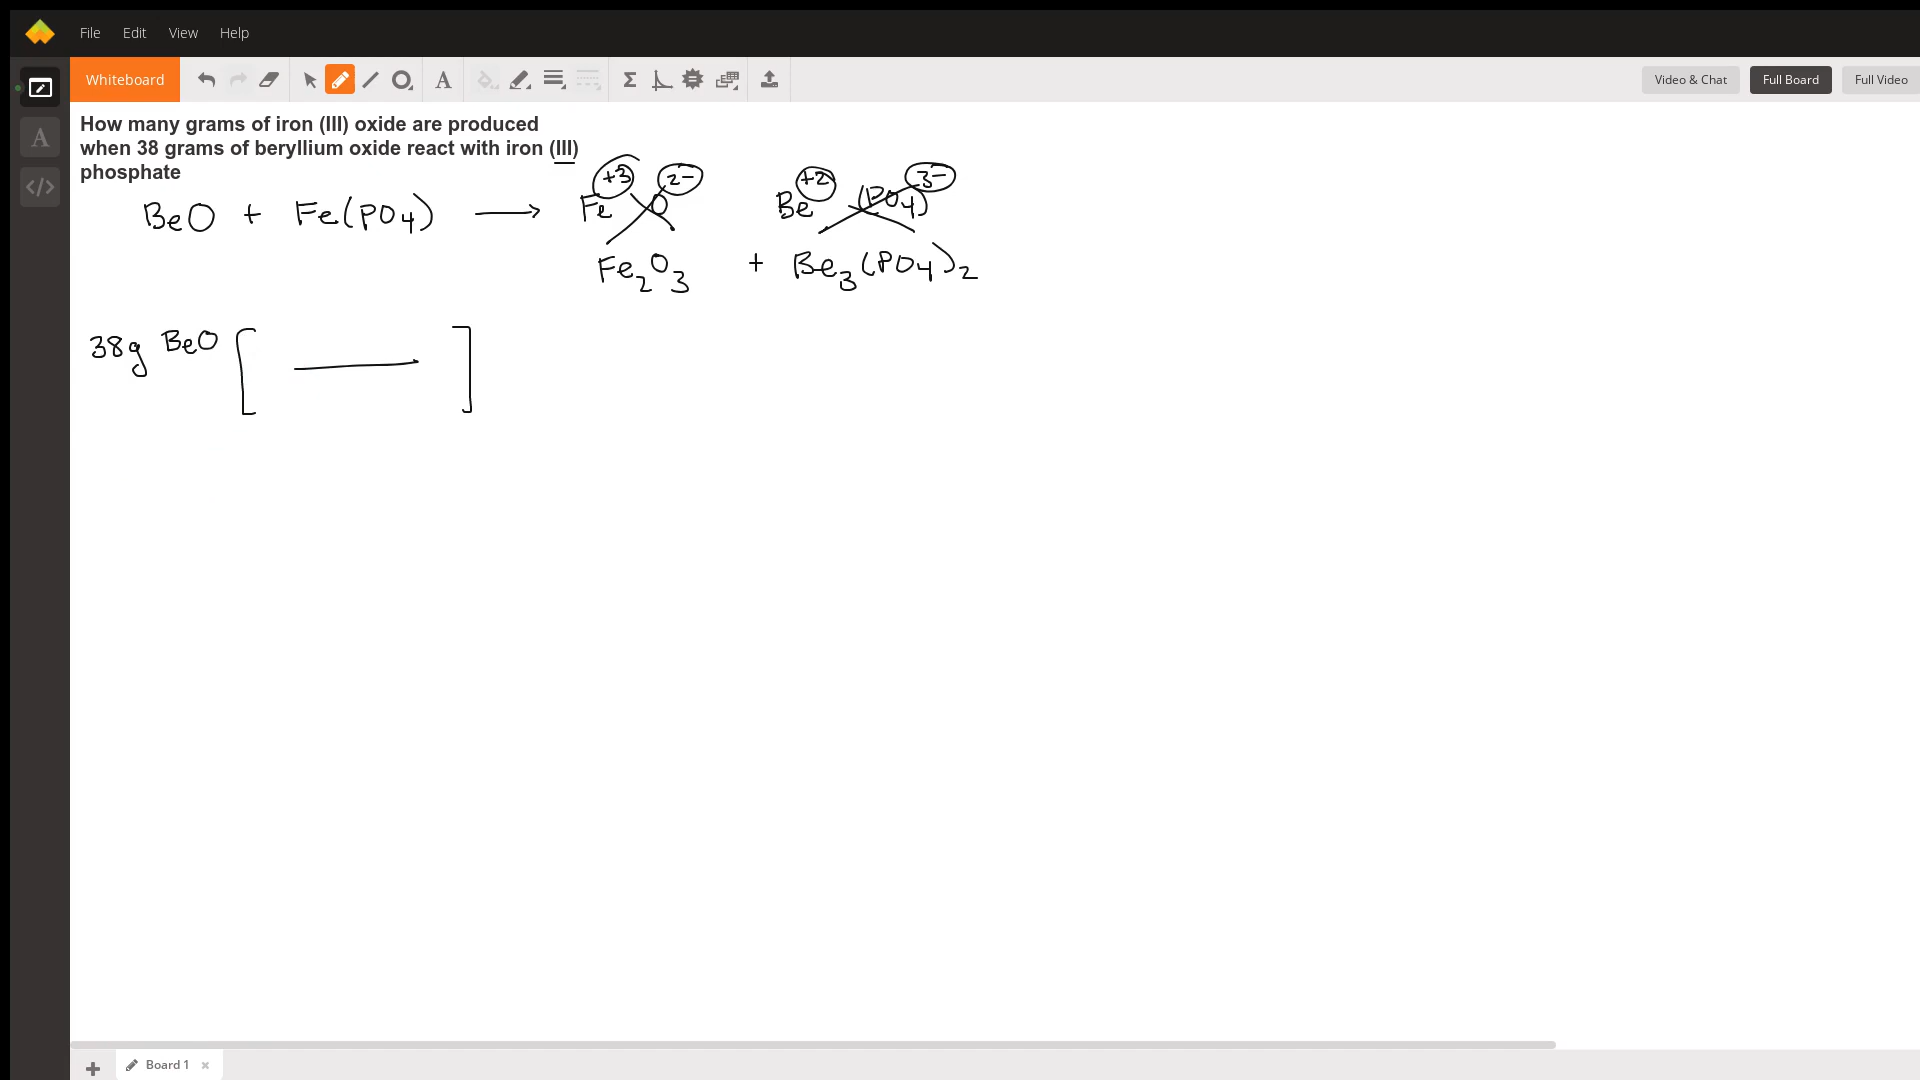 File Edit View Help
Whiteboard
Video & Chat Full Board Full Video
How many grams of iron (III) oxide are produced
when 38 grams of beryllium oxide react with iron (III)
phosphate
BeO + Fe(PO4) → Fe+3 O2- Be+2 (PO4)3-
Fe2O3 + Be3(PO4)2
38g BeO [ — ]
Board 1